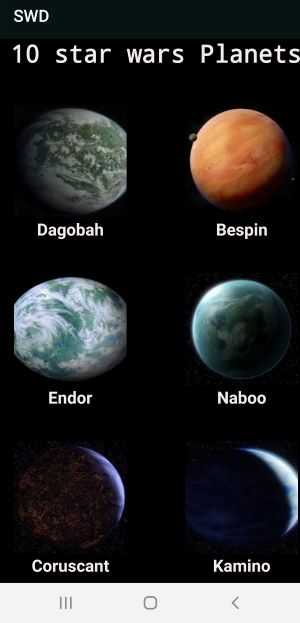 SWD
10 star wars Planets
Dagobah
Bespin
Endor
Naboo
Coruscant
Kamino